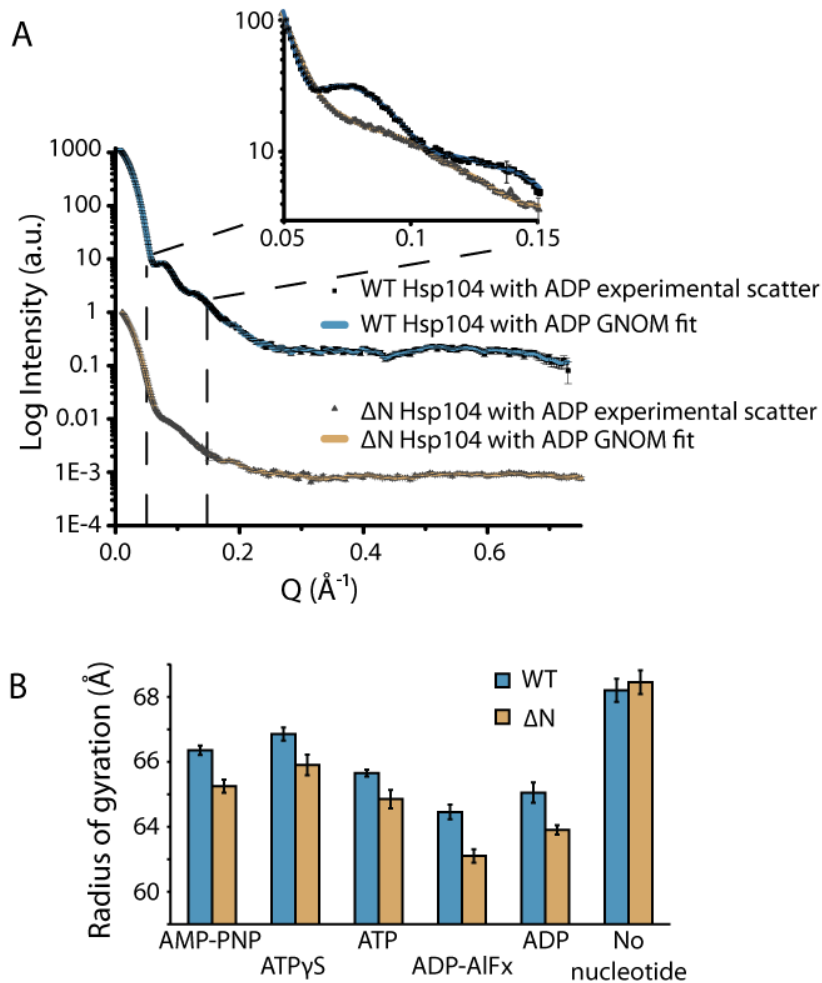 A
100
10
0.05
0.1
0.15
1000
100
10
1
0.1
0.01
1E-3
1E-4
Log Intensity (a.u.)
WT Hsp104 with ADP experimental scatter
WT Hsp104 with ADP GNOM fit
ΔN Hsp104 with ADP experimental scatter
ΔN Hsp104 with ADP GNOM fit
0.0
0.2
0.4
0.6
Q (Å⁻¹)
B
Radius of gyration (Å)
68
66
64
60
WT
ΔN
AMP-PNP
ATPγS
ATP
ADP-AlFx
ADP
No
nucleotide